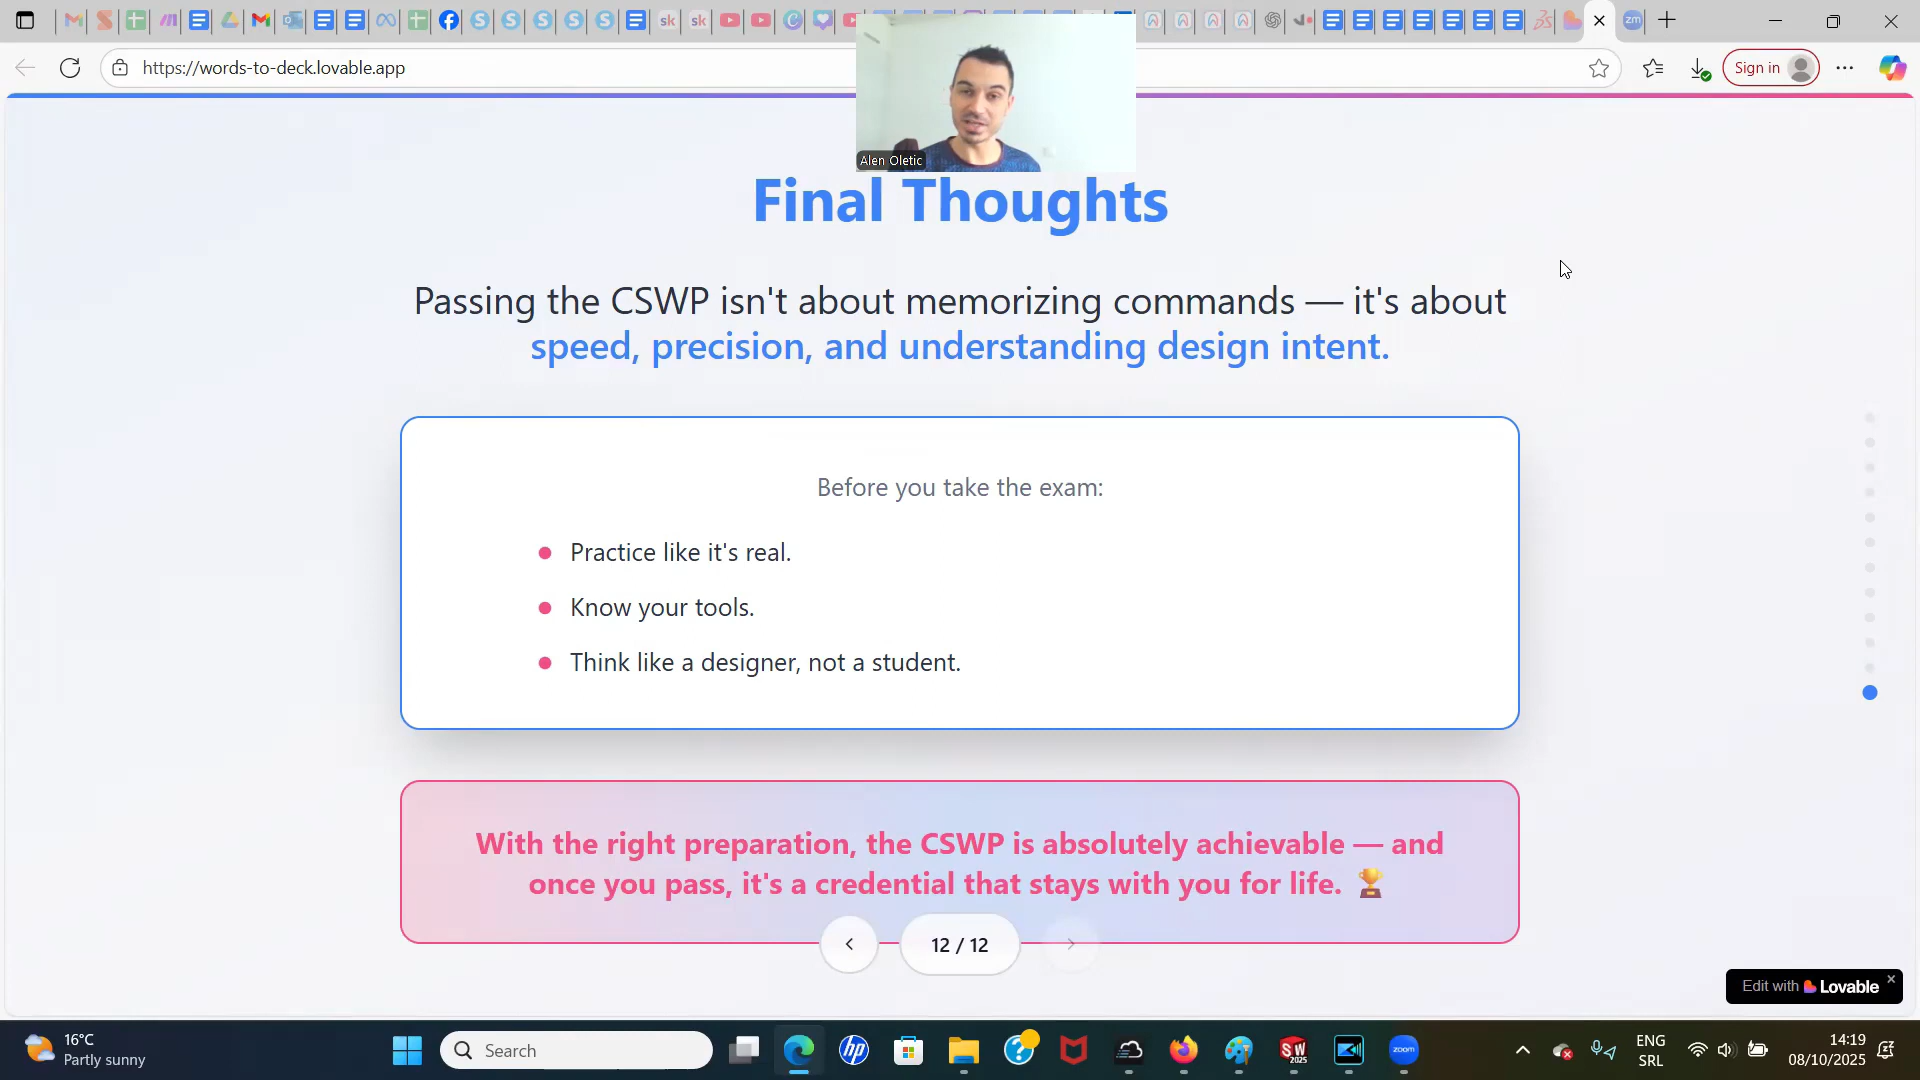 https://words-to-deck.lovable.app
Sign in
Alen Oletic
Final Thoughts
Passing the CSWP isn't about memorizing commands — it's about
speed, precision, and understanding design intent.
Before you take the exam:
Practice like it's real.
Know your tools.
Think like a designer, not a student.
With the right preparation, the CSWP is absolutely achievable — and
once you pass, it's a credential that stays with you for life. 🏆
12 / 12
Edit with Lovable
16°C
Partly sunny
Search
hp
SW
2025
zoom
ENG
SRL
14:19
08/10/2025